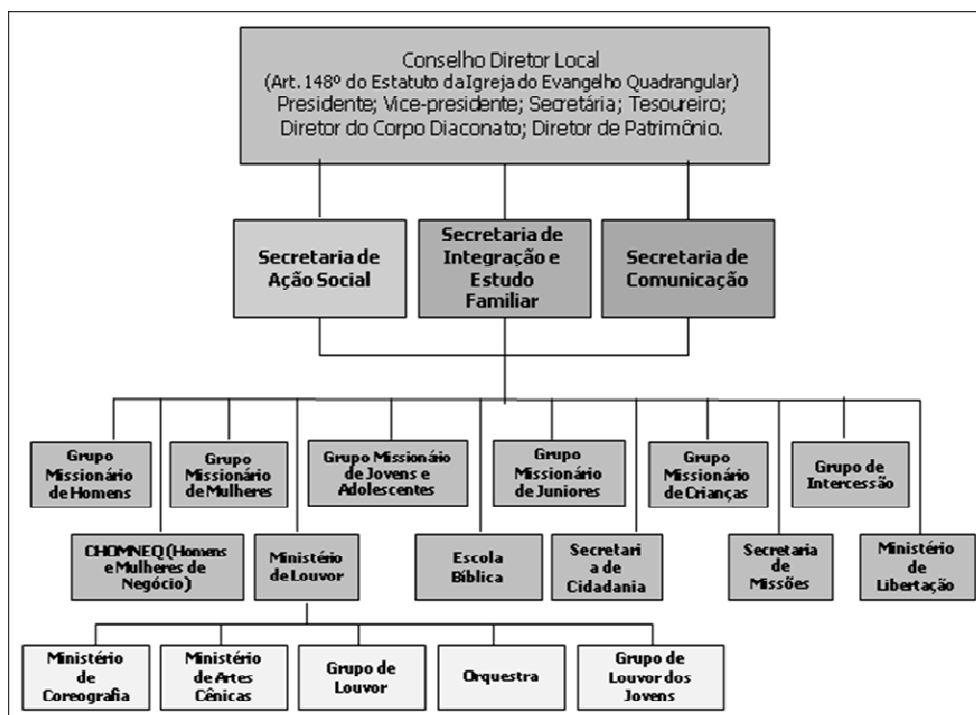 Conselho Diretor Local
(Art. 148º do Estatuto da Igreja do Evangelho Quadrangular)
Presidente; Vice-presidente; Secretária; Tesoureiro;
Diretor do Corpo Diaconato; Diretor de Patrimônio.
Secretaria de
Ação Social
Secretaria de
Integração e
Estudo
Familiar
Secretaria de
Comunicação
Grupo
Missionário
de Homens
Grupo
Missionário
de Mulheres
Grupo Missionário
de Jovens e
Adolescentes
Grupo
Missionário
de Juniores
Grupo
Missionário
de Crianças
Grupo de
Intercessão
CHOMNEQ (Homens
e Mulheres de
Negócio)
Ministério
de Louvor
Escola
Bíblica
Secretari
a de
Cidadania
Secretaria
de
Missões
Ministério
de
Libertação
Ministério
de
Coreografia
Ministério
de Artes
Cênicas
Grupo de
Louvor
Orquestra
Grupo de
Louvor dos
Jovens